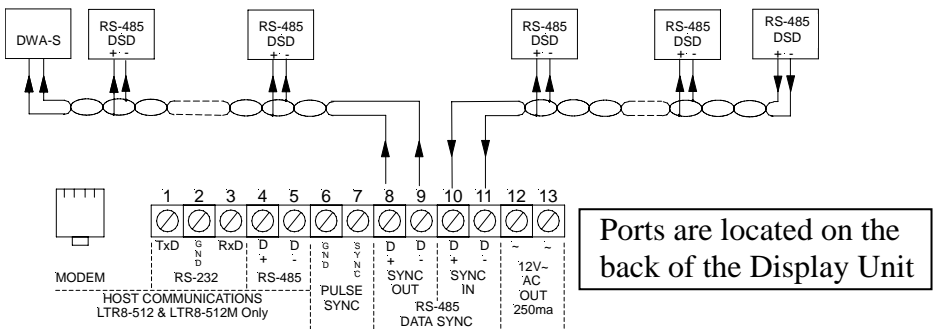 DWA-S
RS-485
DSD
+ -
RS-485
DSD
+ -
RS-485
DSD
+ -
RS-485
DSD
+ -
RS-485
DSD
+ -
1 2 3 4 5 6 7 8 9 10 11 12 13
TxD GND RxD D+ D- GND SYNC D+ D- D+ D- ~ ~
MODEM
RS-232
RS-485
PULSE
SYNC
SYNC
OUT
SYNC
IN
12V~
AC
OUT
250ma
HOST COMMUNICATIONS
LTR8-512 & LTR8-512M Only
RS-485
DATA SYNC
Ports are located on the
back of the Display Unit